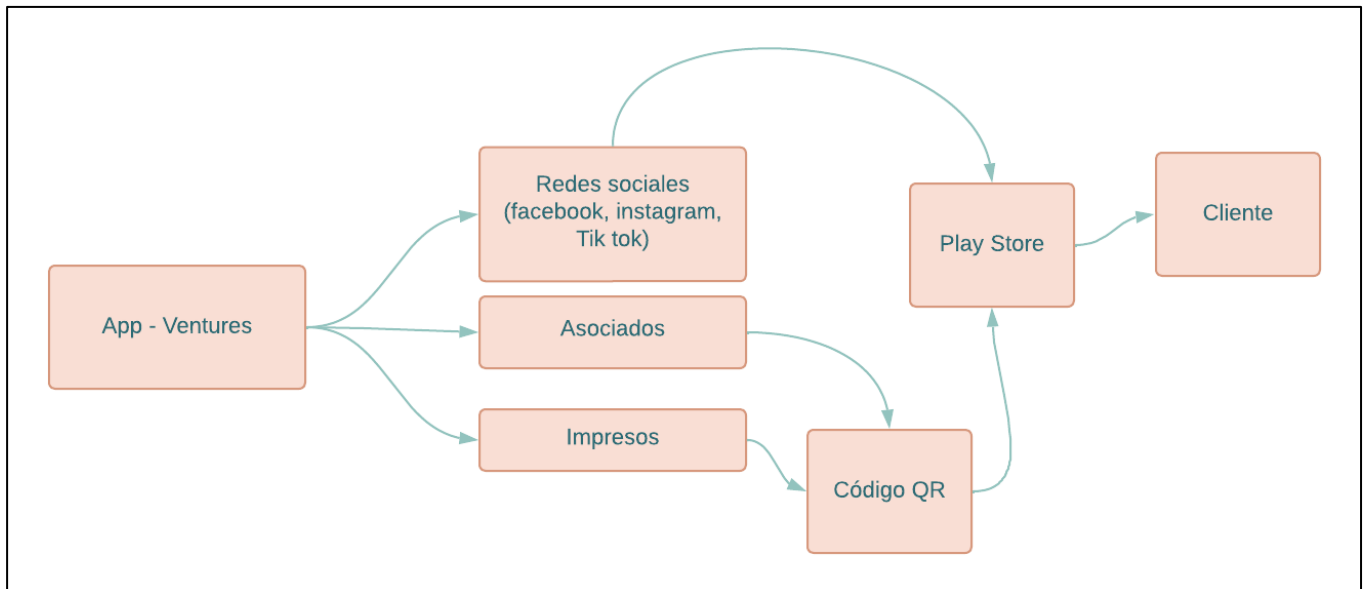 App - Ventures
Redes sociales
(facebook, instagram,
Tik tok)
Asociados
Impresos
Código QR
Play Store
Cliente